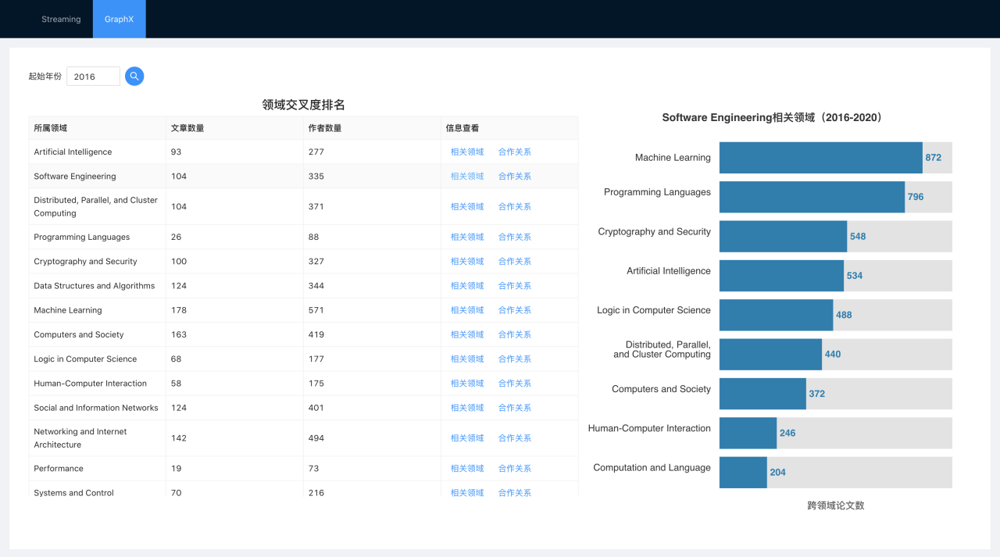 Streaming GraphX
起始年份 2016
领域交叉度排名
所属领域 文章数量 作者数量 信息查看
Artificial Intelligence 93 277 相关领域 合作关系
Software Engineering 104 335 相关领域 合作关系
Distributed, Parallel, and Cluster
Computing 104 371 相关领域 合作关系
Programming Languages 26 88 相关领域 合作关系
Cryptography and Security 100 327 相关领域 合作关系
Data Structures and Algorithms 124 344 相关领域 合作关系
Machine Learning 178 571 相关领域 合作关系
Computers and Society 163 419 相关领域 合作关系
Logic in Computer Science 68 177 相关领域 合作关系
Human-Computer Interaction 58 175 相关领域 合作关系
Social and Information Networks 124 401 相关领域 合作关系
Networking and Internet
Architecture 142 494 相关领域 合作关系
Performance 19 73 相关领域 合作关系
Systems and Control 70 216 相关领域 合作关系
Software Engineering相关领域（2016-2020）
Machine Learning 872
Programming Languages 796
Cryptography and Security 548
Artificial Intelligence 534
Logic in Computer Science 488
Distributed, Parallel,
and Cluster Computing 440
Computers and Society 372
Human-Computer Interaction 246
Computation and Language 204
跨领域论文数